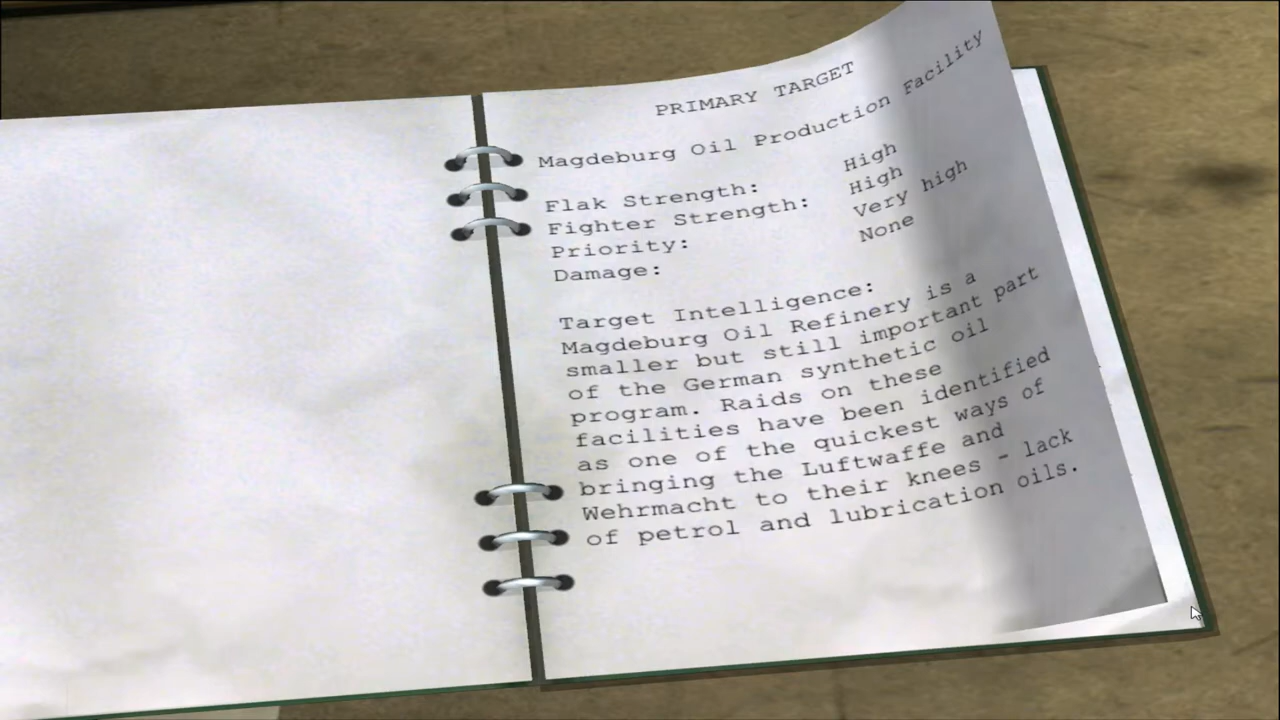 PRIMARY TARGET
Magdeburg Oil Production Facility
Flak Strength: High
Fighter Strength: High
Priority: Very high
Damage: None
Target Intelligence:
Magdeburg Oil Refinery is a
smaller but still important part
of the German synthetic oil
program. Raids on these
facilities have been identified
as one of the quickest ways of
bringing the Luftwaffe and
Wehrmacht to their knees - lack
of petrol and lubrication oils.